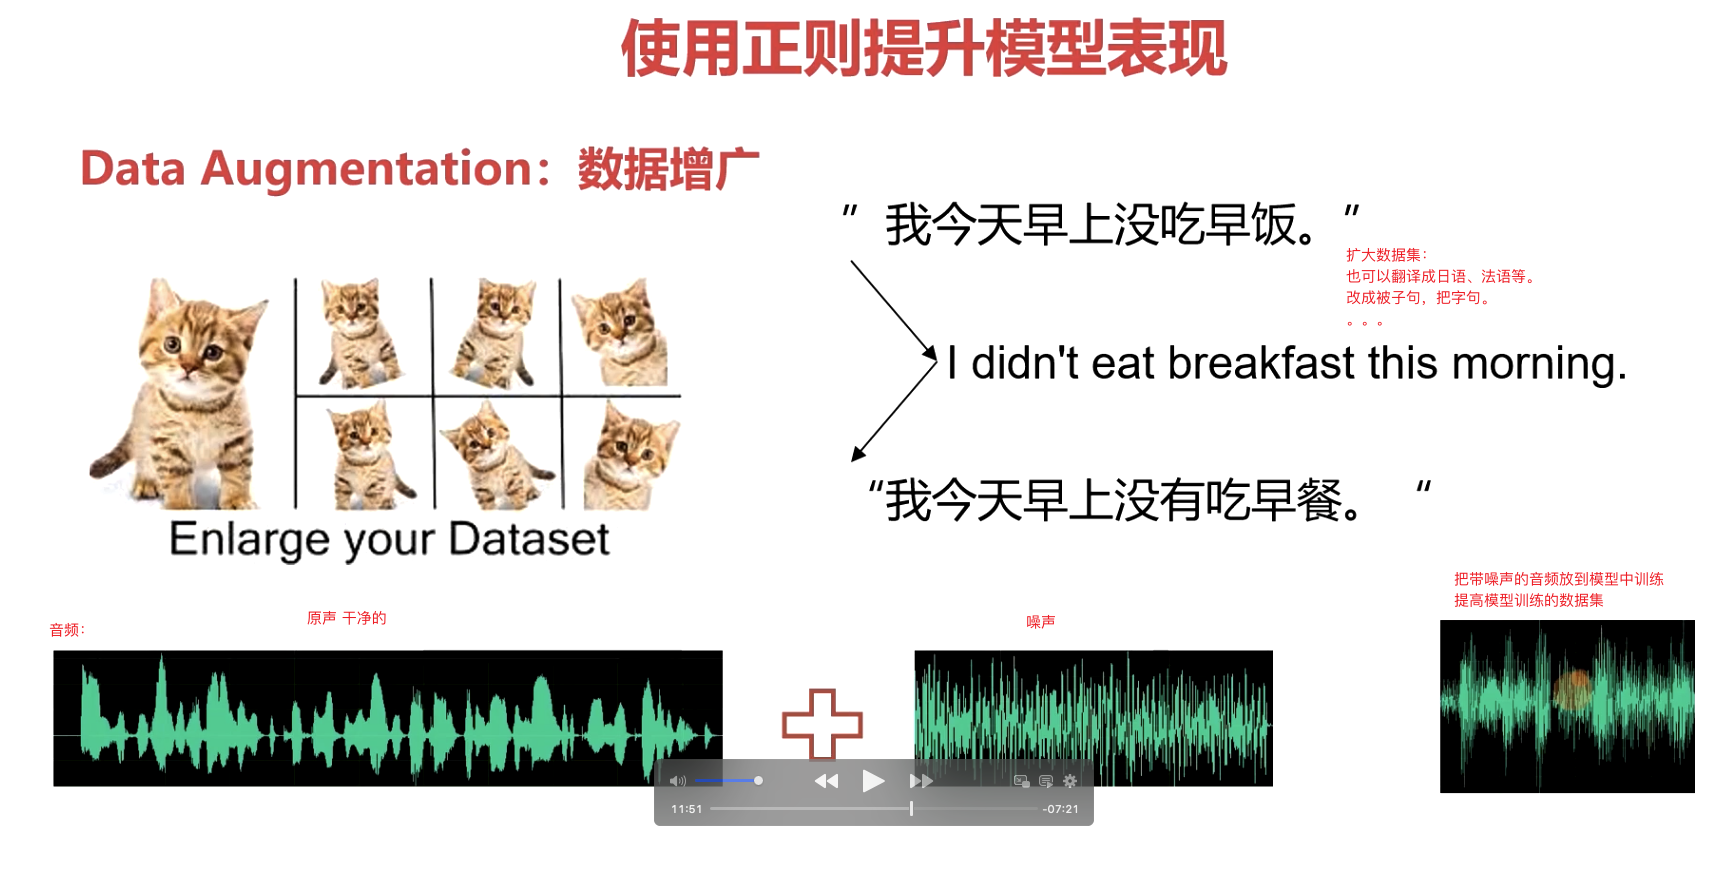 使用正则提升模型表现
Data Augmentation：数据增广
”我今天早上没吃早饭。”
扩大数据集：
也可以翻译成日语、法语等。
改成被子句，把字句。
。。。
I didn't eat breakfast this morning.
“我今天早上没有吃早餐。 “
Enlarge your Dataset
把带噪声的音频放到模型中训练
提高模型训练的数据集
音频：
原声 干净的
噪声
11:51
-07:21